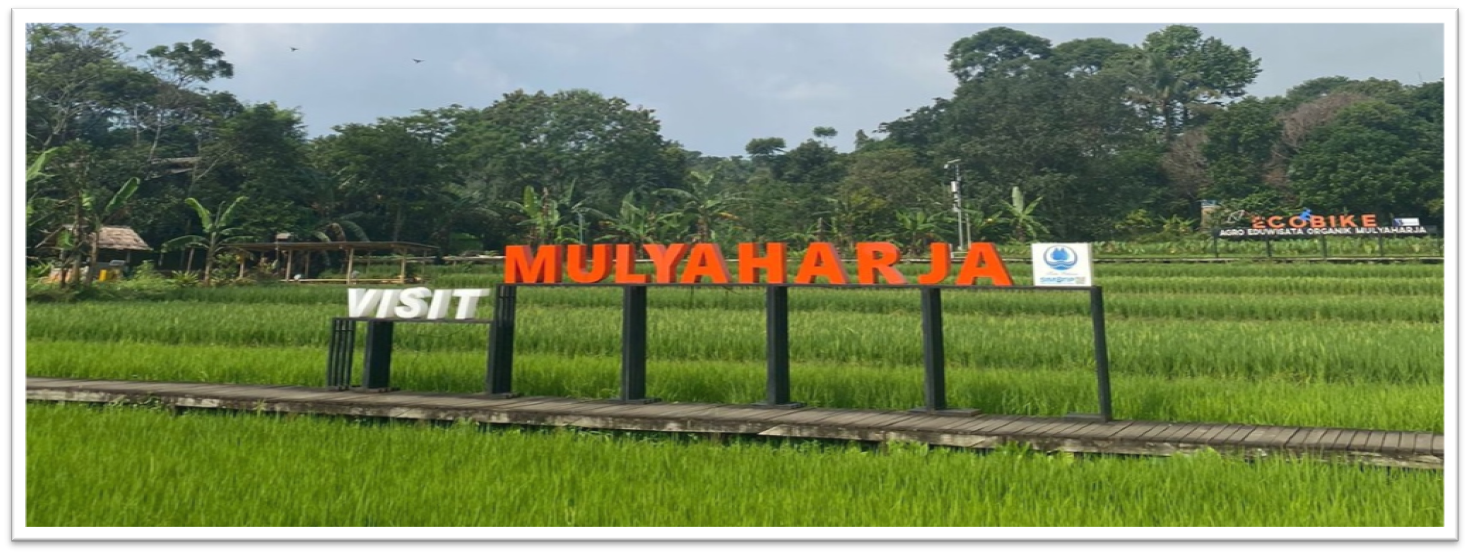 VISIT
MULYAHARJA
ECOBIKE
AGRO EDUWISATA ORGANIK MULYAHARJA